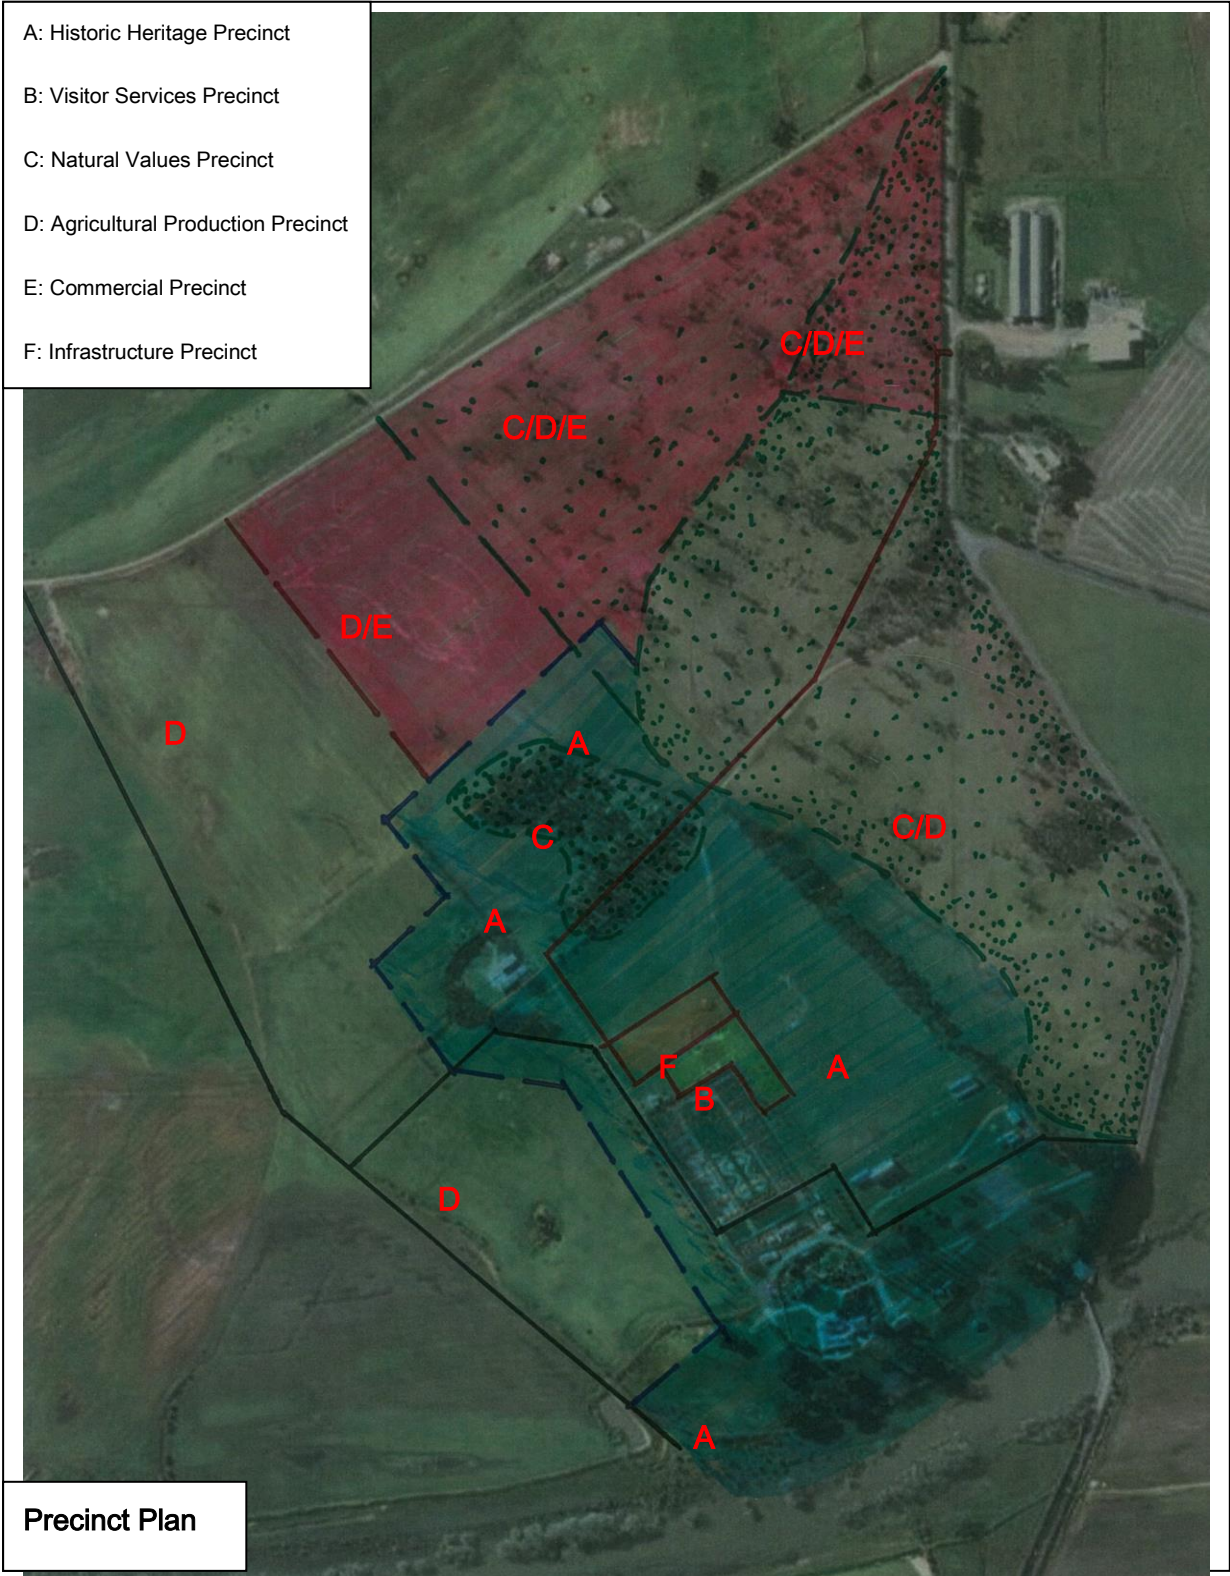 A: Historic Heritage Precinct
B: Visitor Services Precinct
C: Natural Values Precinct
D: Agricultural Production Precinct
E: Commercial Precinct
F: Infrastructure Precinct
C/D/E
C/D/E
D/E
D
A
C/D
C
A
F
A
B
D
A
Precinct Plan